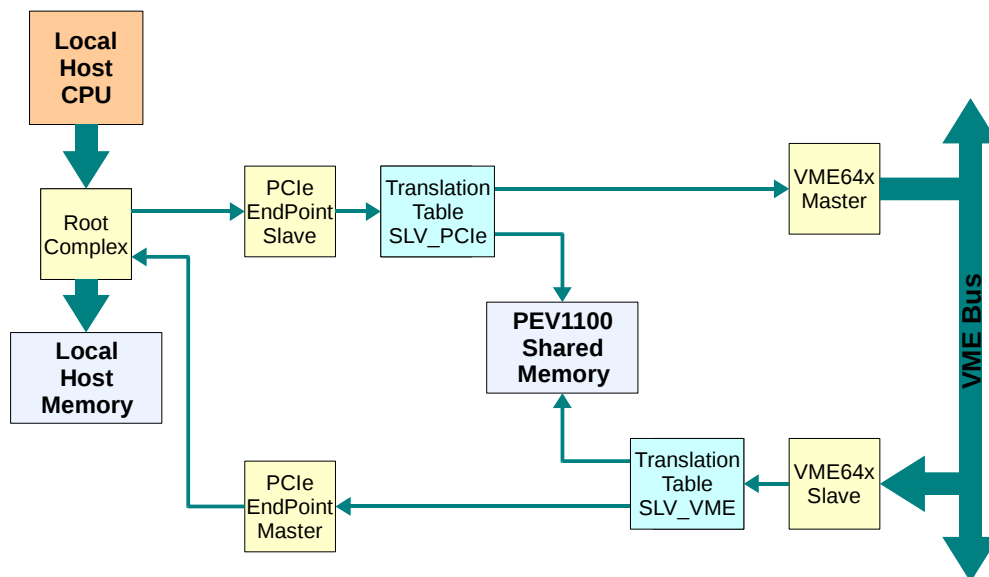 Local
Host
CPU
Root
Complex
Local
Host
Memory
PCIe
EndPoint
Slave
Translation
Table
SLV_PCIe
VME64x
Master
PEV1100
Shared
Memory
VME Bus
PCIe
EndPoint
Master
Translation
Table
SLV_VME
VME64x
Slave